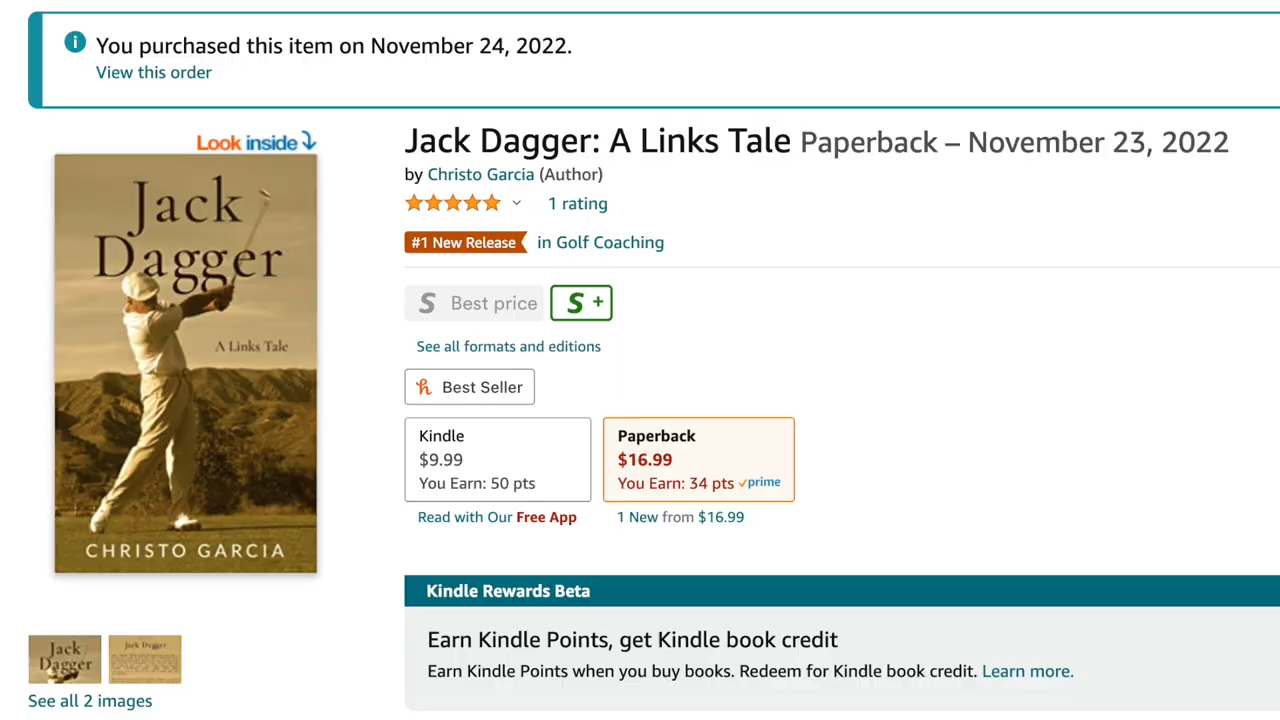 You purchased this item on November 24, 2022.
View this order
Look inside
Jack
Dagger
A Links Tale
CHRISTO GARCIA
Jack
Dagger
Jack Dagger
See all 2 images
Jack Dagger: A Links Tale Paperback – November 23, 2022
by Christo Garcia (Author)
1 rating
#1 New Release in Golf Coaching
S Best price S +
See all formats and editions
Best Seller
Kindle
$9.99
You Earn: 50 pts
Read with Our Free App
Paperback
$16.99
You Earn: 34 pts prime
1 New from $16.99
Kindle Rewards Beta
Earn Kindle Points, get Kindle book credit
Earn Kindle Points when you buy books. Redeem for Kindle book credit. Learn more.